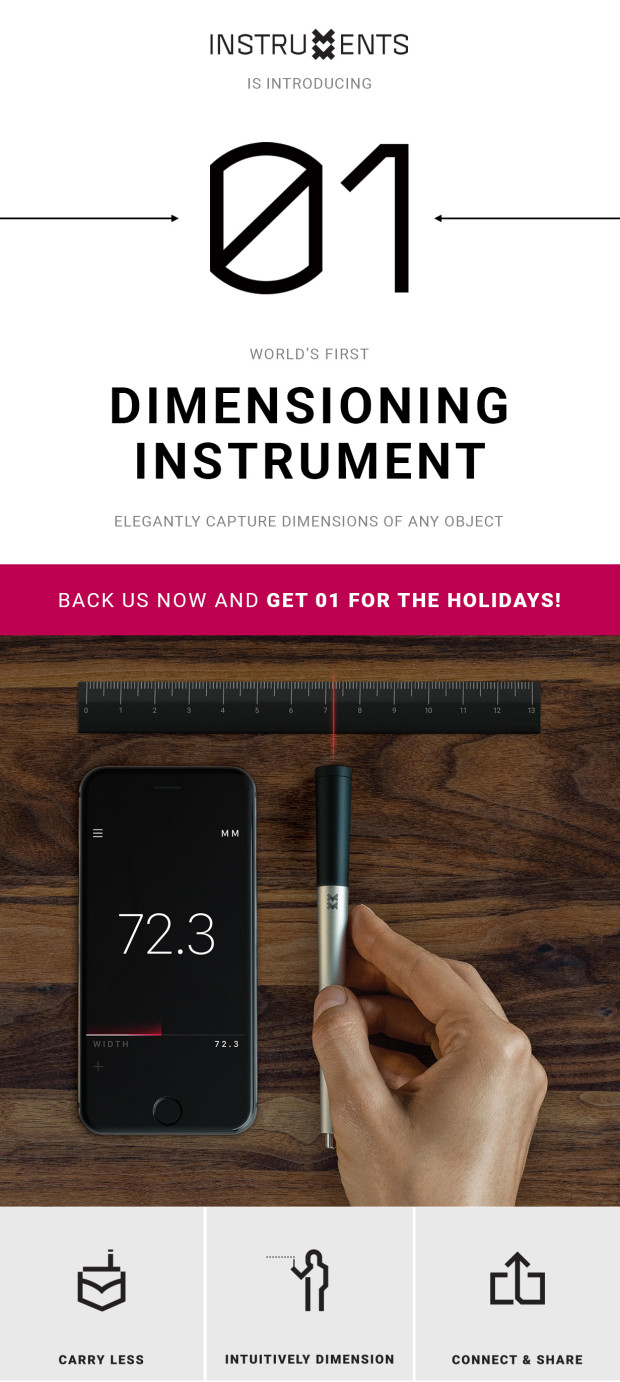 INSTRUMENTS
IS INTRODUCING
01
WORLD'S FIRST
DIMENSIONING
INSTRUMENT
ELEGANTLY CAPTURE DIMENSIONS OF ANY OBJECT
BACK US NOW AND GET 01 FOR THE HOLIDAYS!
0 1 2 3 4 5 6 7 8 9 10 11 12 13
MM
72.3
WIDTH 72.3
CARRY LESS
INTUITIVELY DIMENSION
CONNECT & SHARE